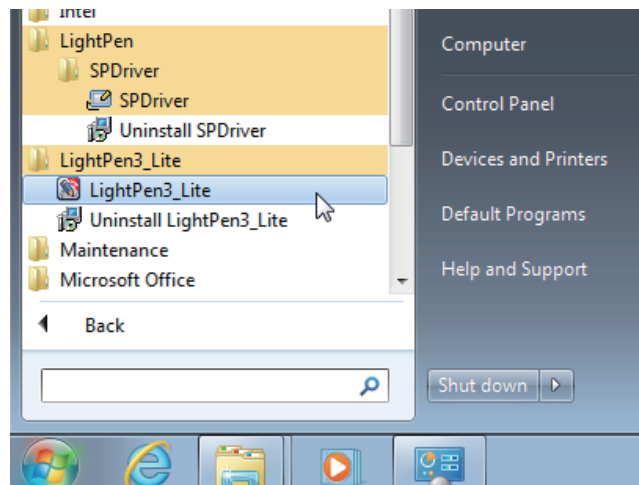 Intel
LightPen
SPDriver
SPDriver
Uninstall SPDriver
LightPen3_Lite
LightPen3_Lite
Uninstall LightPen3_Lite
Maintenance
Microsoft Office
Back
Computer
Control Panel
Devices and Printers
Default Programs
Help and Support
Shut down